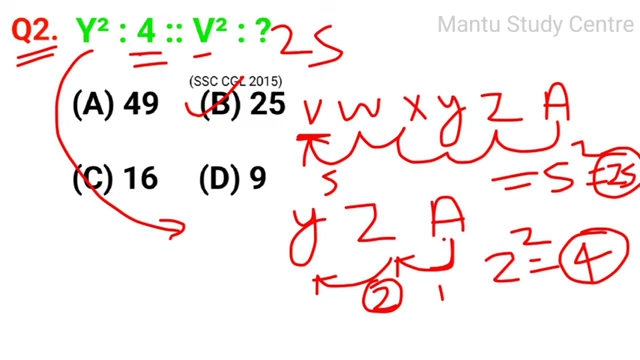 Mantu Study Centre
Q2. Y² : 4 :: V² : ? 25
(SSC CGL 2015)
(A) 49 (B) 25
V W X Y Z A
5 = 5² = 25
(C) 16 (D) 9
Y Z A
2 1 2² = 4